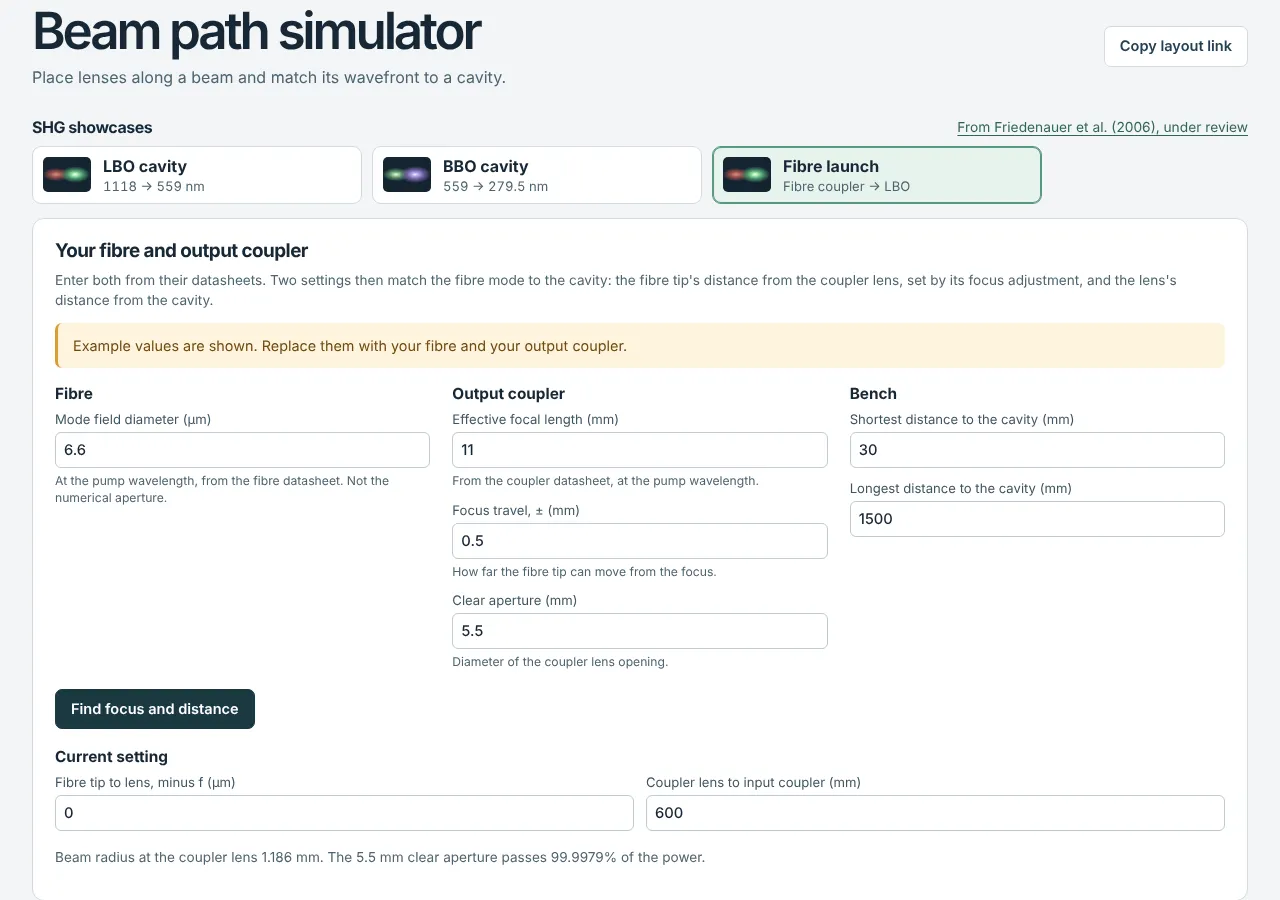 Beam path simulator
Copy layout link
Place lenses along a beam and match its wavefront to a cavity.
SHG showcases
From Friedenauer et al. (2006), under review
LBO cavity
1118 → 559 nm
BBO cavity
559 → 279.5 nm
Fibre launch
Fibre coupler → LBO
Your fibre and output coupler
Enter both from their datasheets. Two settings then match the fibre mode to the cavity: the fibre tip's distance from the coupler lens, set by its focus adjustment, and the lens's
distance from the cavity.
Example values are shown. Replace them with your fibre and your output coupler.
Fibre
Mode field diameter (µm)
6.6
At the pump wavelength, from the fibre datasheet. Not the
numerical aperture.
Output coupler
Effective focal length (mm)
11
From the coupler datasheet, at the pump wavelength.
Focus travel, ± (mm)
0.5
How far the fibre tip can move from the focus.
Clear aperture (mm)
5.5
Diameter of the coupler lens opening.
Bench
Shortest distance to the cavity (mm)
30
Longest distance to the cavity (mm)
1500
Find focus and distance
Current setting
Fibre tip to lens, minus f (µm)
0
Coupler lens to input coupler (mm)
600
Beam radius at the coupler lens 1.186 mm. The 5.5 mm clear aperture passes 99.9979% of the power.